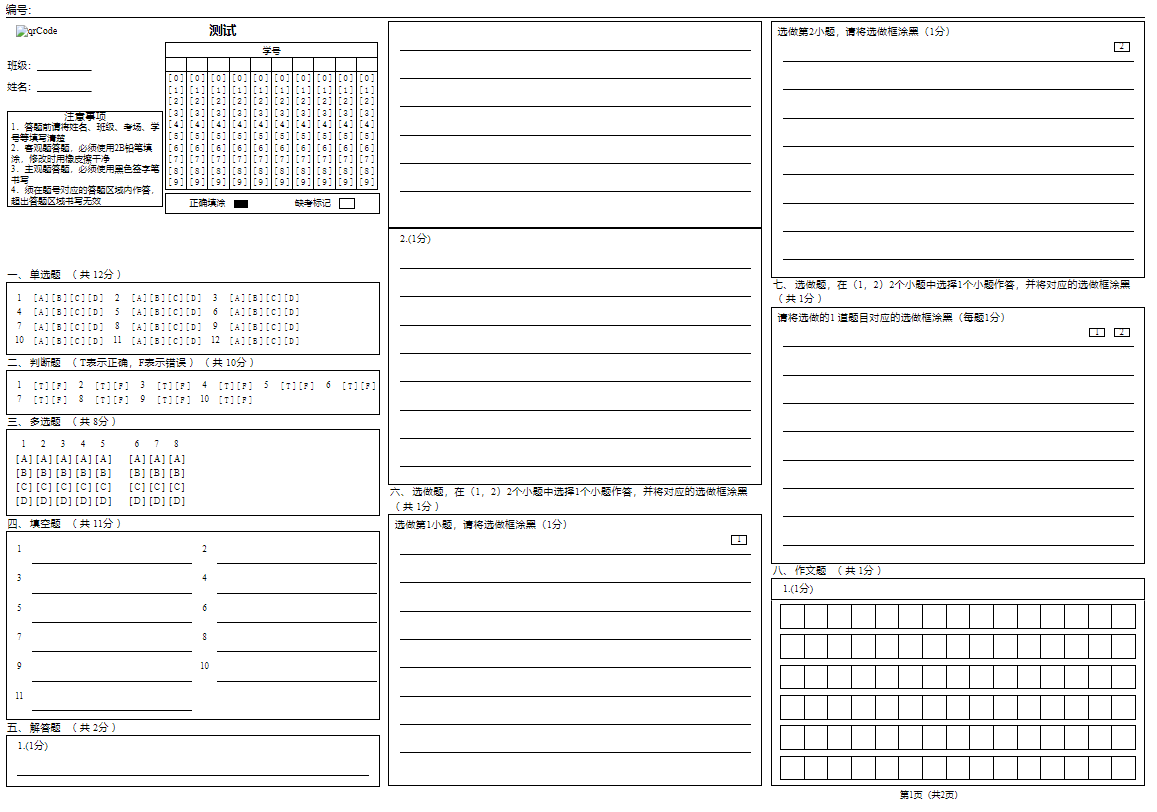 编号:
qrCode
测试
班级:
姓名:
注意事项
1. 答题前请将姓名、班级、考场、学
号等填写清楚
2. 客观题答题，必须使用2B铅笔填
涂，修改时用橡皮擦干净
3. 主观题答题，必须使用黑色签字笔
书写
4. 须在题号对应的答题区域内作答，
超出答题区域书写无效
学号
[0] [0] [0] [0] [0] [0] [0] [0] [0] [0]
[1] [1] [1] [1] [1] [1] [1] [1] [1] [1]
[2] [2] [2] [2] [2] [2] [2] [2] [2] [2]
[3] [3] [3] [3] [3] [3] [3] [3] [3] [3]
[4] [4] [4] [4] [4] [4] [4] [4] [4] [4]
[5] [5] [5] [5] [5] [5] [5] [5] [5] [5]
[6] [6] [6] [6] [6] [6] [6] [6] [6] [6]
[7] [7] [7] [7] [7] [7] [7] [7] [7] [7]
[8] [8] [8] [8] [8] [8] [8] [8] [8] [8]
[9] [9] [9] [9] [9] [9] [9] [9] [9] [9]
正确填涂 缺考标记
一、 单选题 （ 共 12分 ）
1 [A][B][C][D] 2 [A][B][C][D] 3 [A][B][C][D]
4 [A][B][C][D] 5 [A][B][C][D] 6 [A][B][C][D]
7 [A][B][C][D] 8 [A][B][C][D] 9 [A][B][C][D]
10 [A][B][C][D] 11 [A][B][C][D] 12 [A][B][C][D]
二、 判断题 （ T表示正确，F表示错误 ）（ 共 10分 ）
1 [T][F] 2 [T][F] 3 [T][F] 4 [T][F] 5 [T][F] 6 [T][F]
7 [T][F] 8 [T][F] 9 [T][F] 10 [T][F]
三、 多选题 （ 共 8分 ）
1 2 3 4 5 6 7 8
[A] [A] [A] [A] [A] [A] [A] [A]
[B] [B] [B] [B] [B] [B] [B] [B]
[C] [C] [C] [C] [C] [C] [C] [C]
[D] [D] [D] [D] [D] [D] [D] [D]
四、 填空题 （ 共 11分 ）
1 2
3 4
5 6
7 8
9 10
11
五、 解答题 （ 共 2分 ）
1.(1分)
2.(1分)
六、 选做题，在（1，2）2个小题中选择1个小题作答，并将对应的选做框涂黑
（ 共 1分 ）
选做第1小题，请将选做框涂黑（1分）
1
选做第2小题，请将选做框涂黑（1分）
2
七、 选做题，在（1，2）2个小题中选择1个小题作答，并将对应的选做框涂黑
（ 共 1分 ）
请将选做的1 道题目对应的选做框涂黑（每题1分）
1 2
八、 作文题 （ 共 1分 ）
1.(1分)
第1页（共2页）